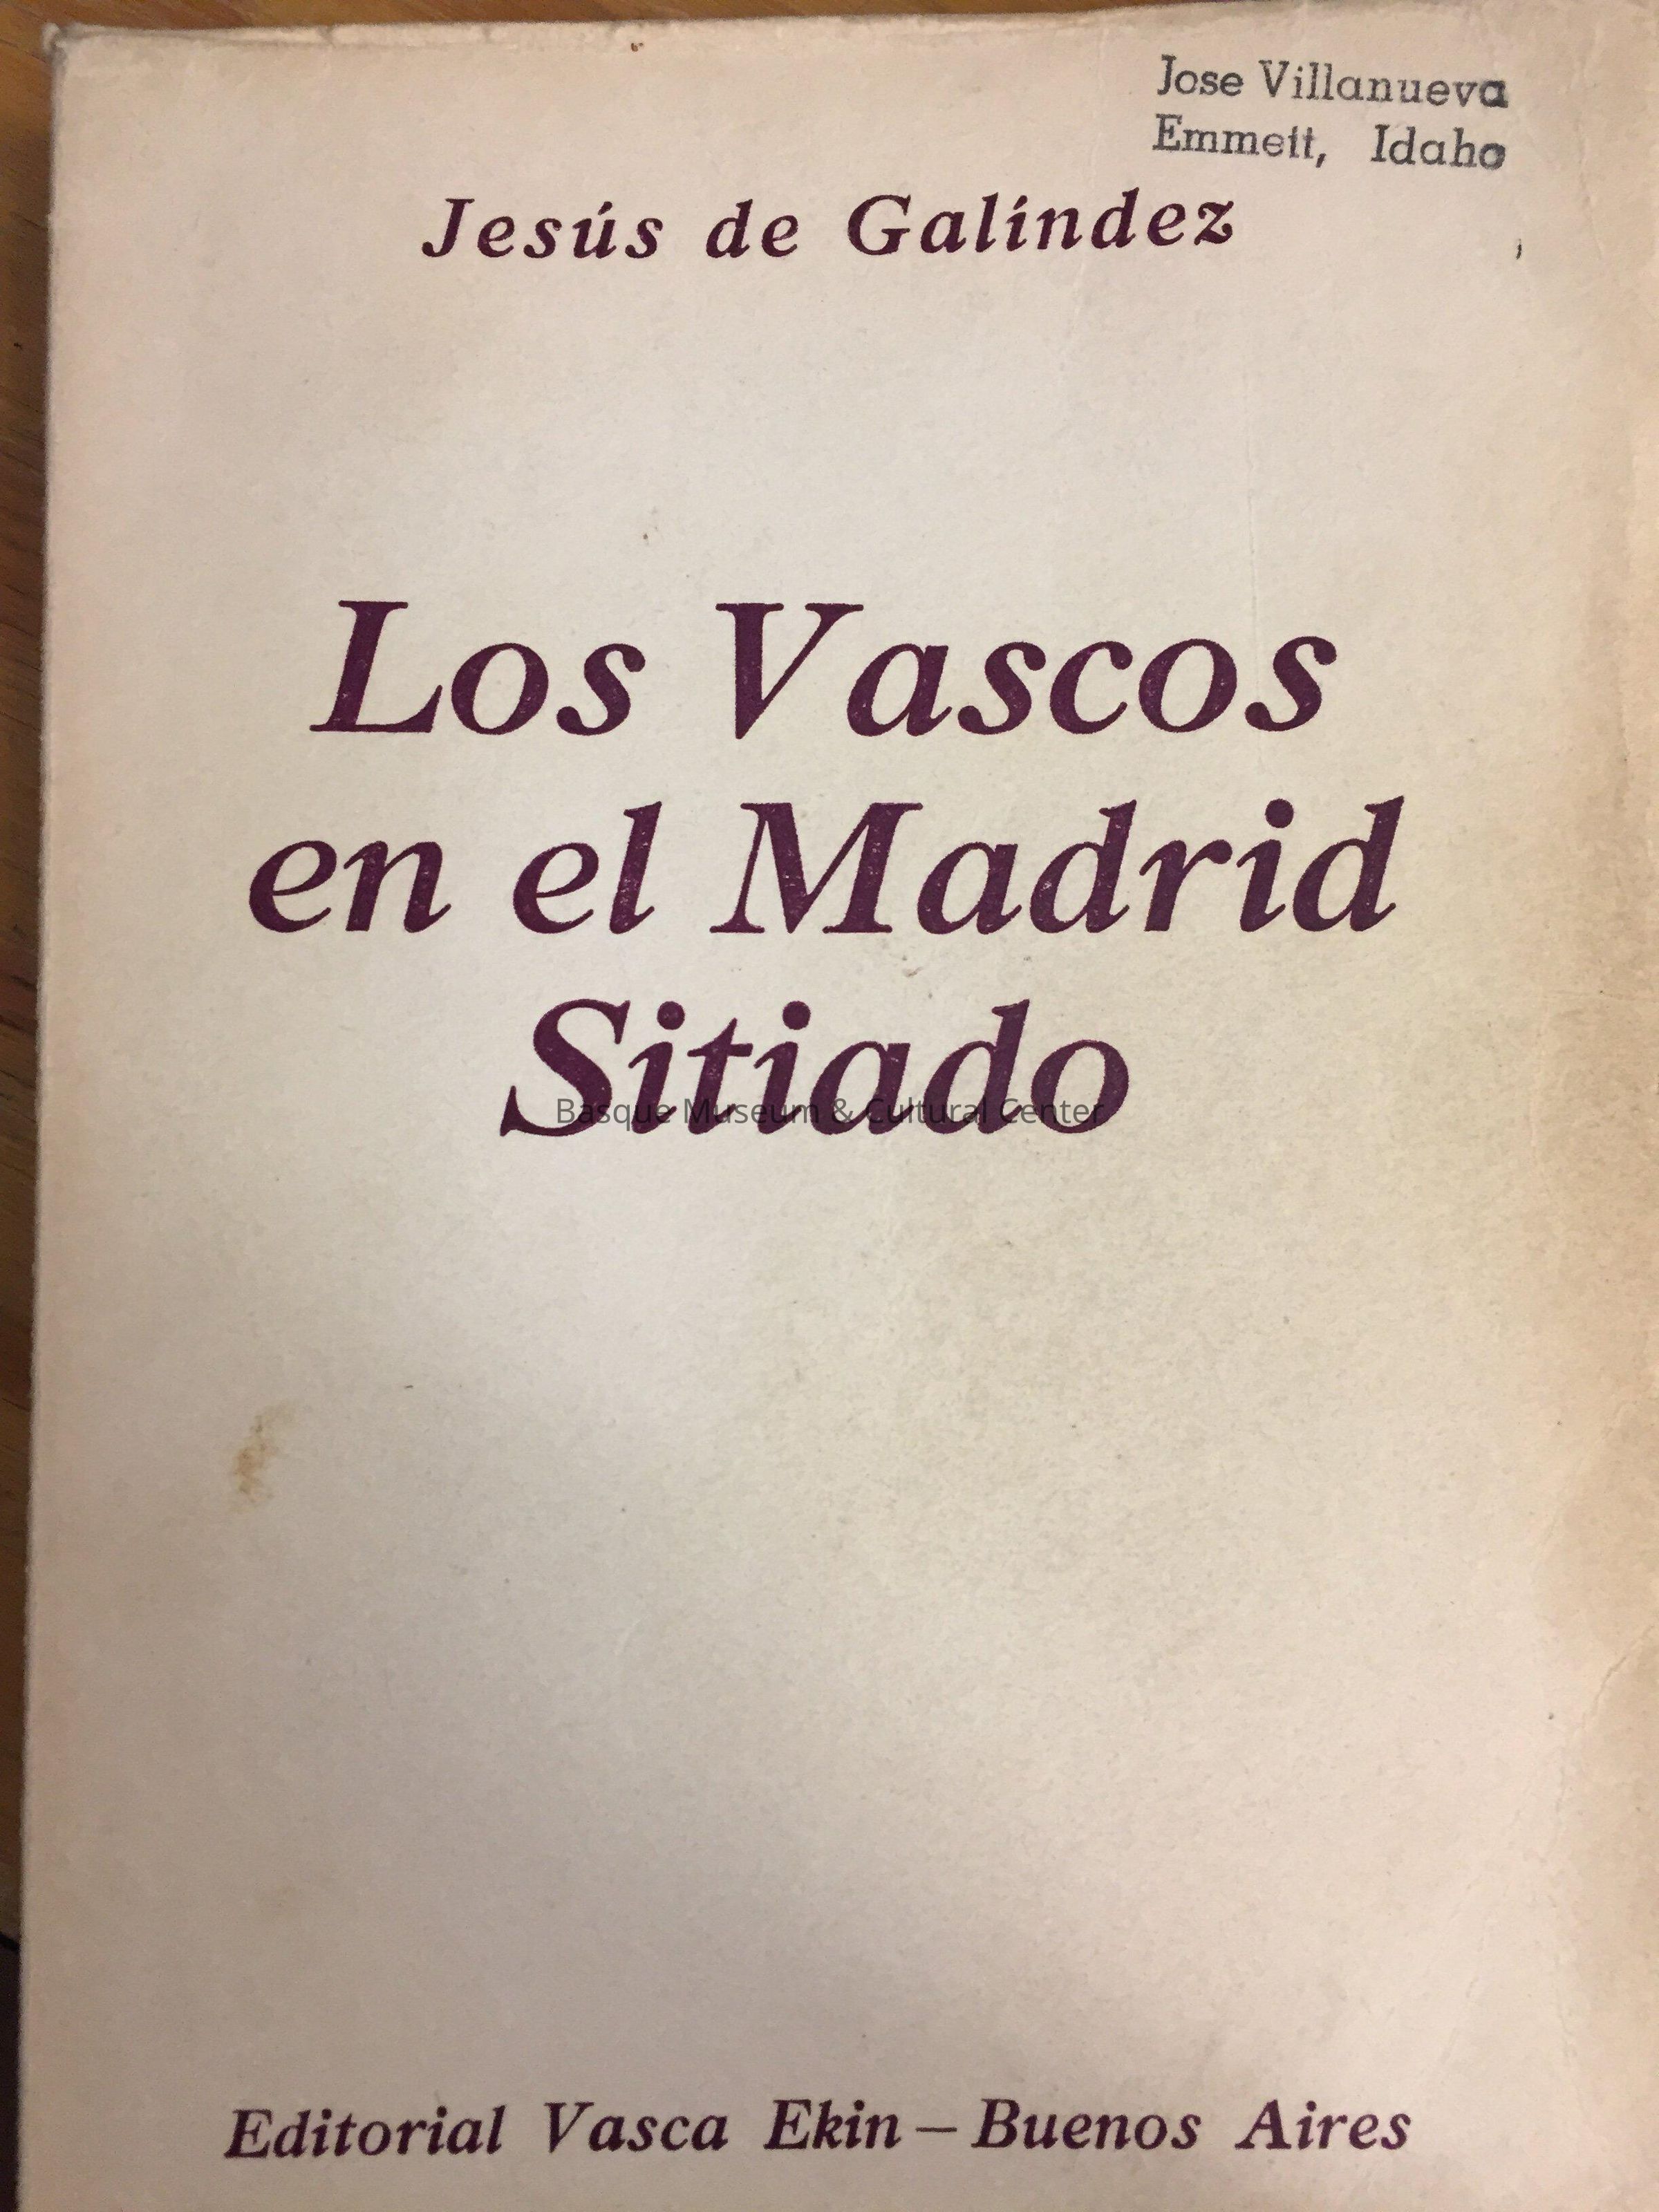 Jose Villanueva
Emmett, Idaho
Jesús de Galíndez
Los Vascos
en el Madrid
Sitiado
Basque Museum & Cultural Center
Editorial Vasca Ekin – Buenos Aires